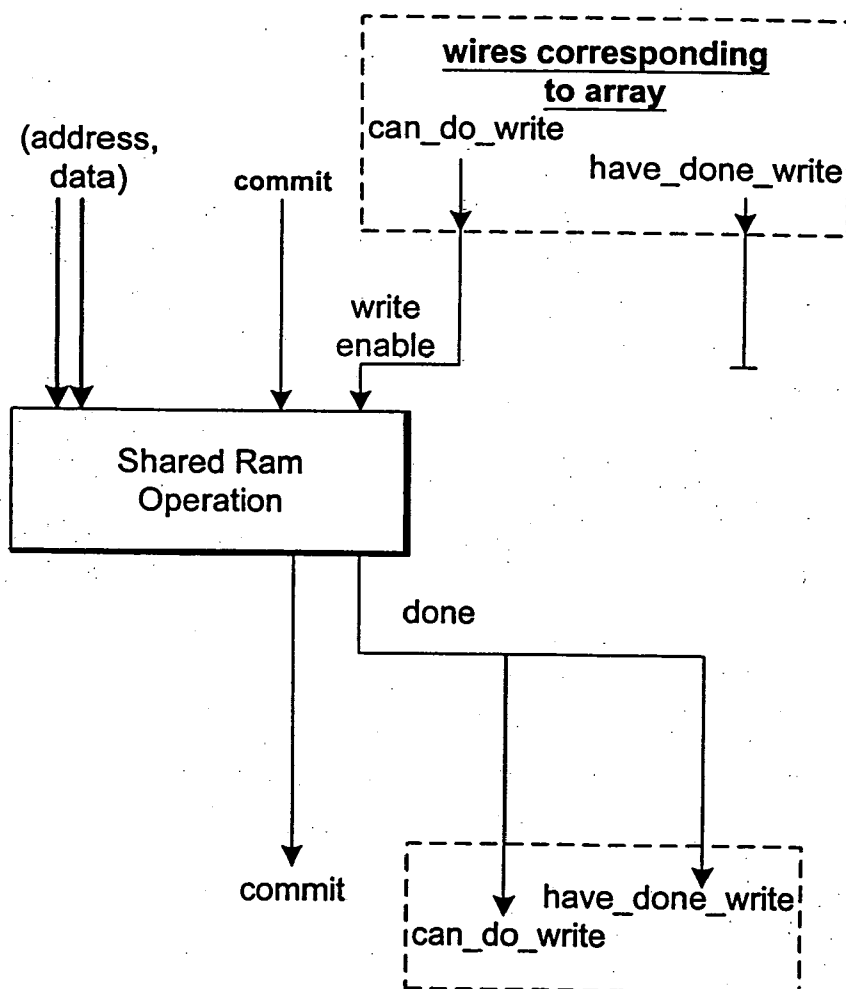 wires corresponding
to array
can_do_write
have_done_write
(address,
data)
commit
write
enable
Shared Ram
Operation
done
commit
have_done_write
can_do_write